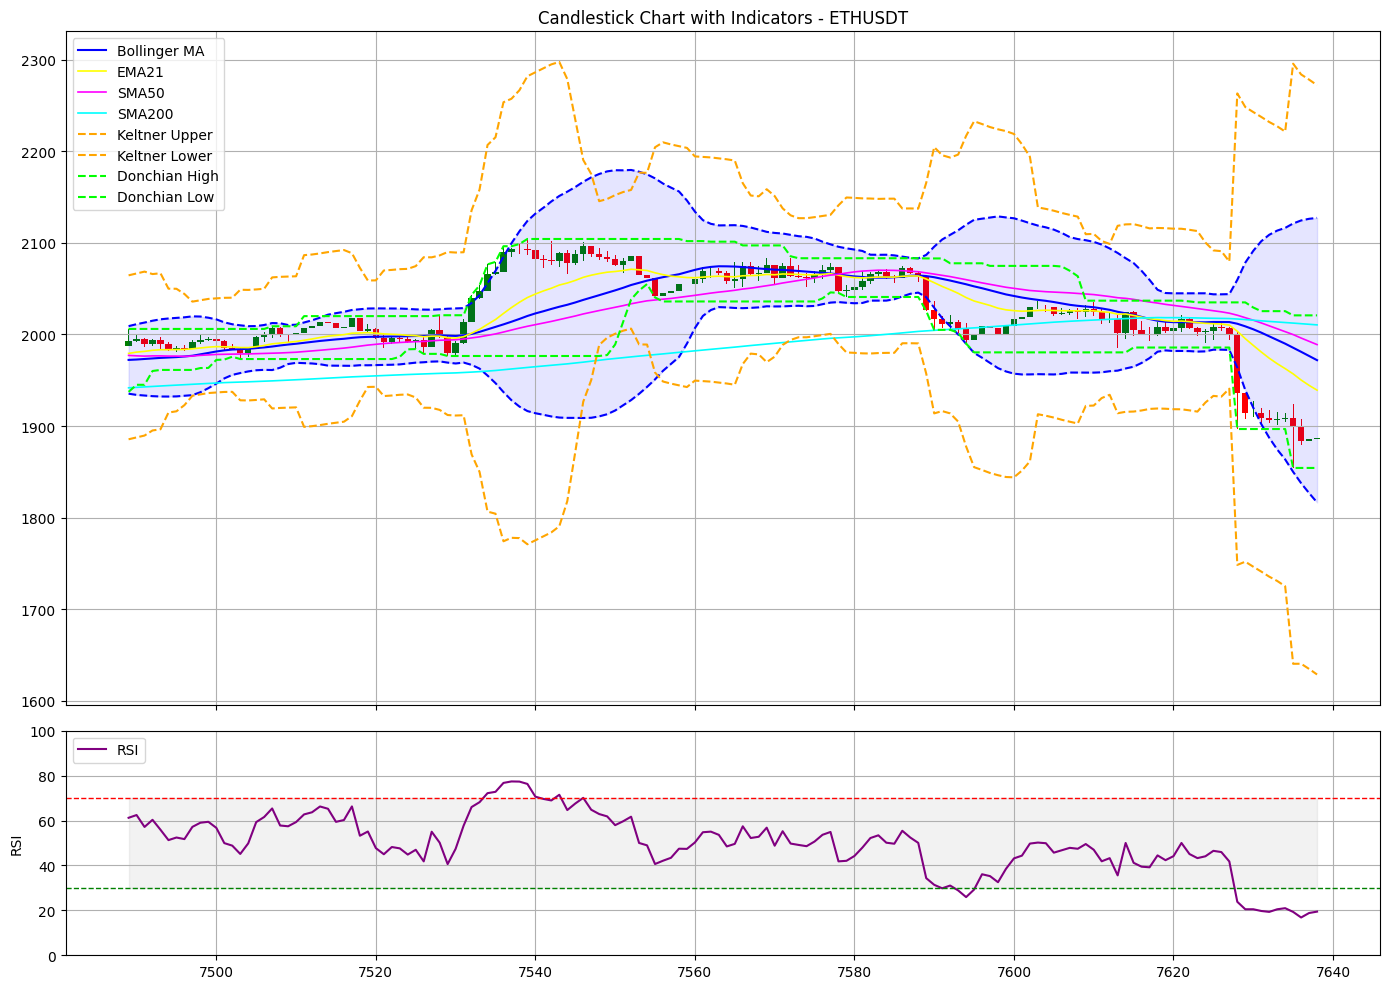 Candlestick Chart with Indicators - ETHUSDT
Bollinger MA
EMA21
SMA50
SMA200
Keltner Upper
Keltner Lower
Donchian High
Donchian Low
2300
2200
2100
2000
1900
1800
1700
1600
RSI
RSI
100
80
60
40
20
0
7500 7520 7540 7560 7580 7600 7620 7640